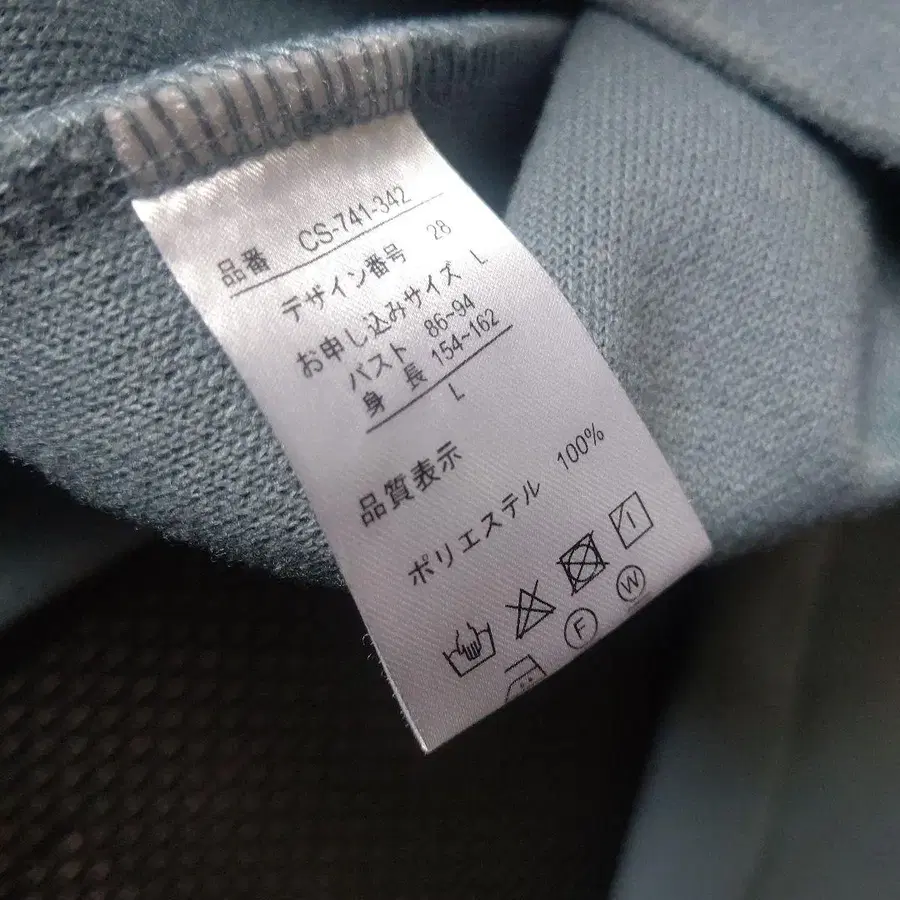 品番 CS-741-342
デザイン番号 28
お申し込みサイズ L
バスト 86~94
身長 154~162
L
品質表示
ポリエステル 100%
F W